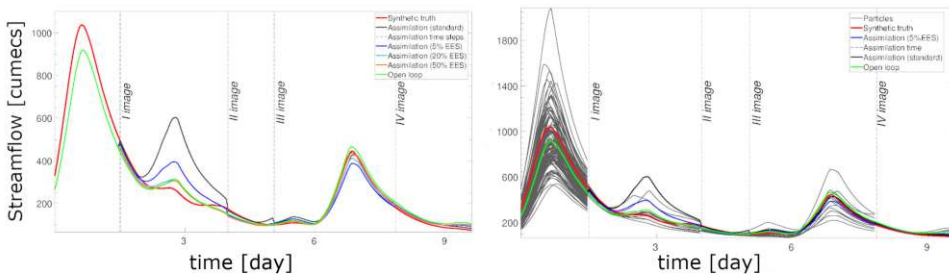 Streamflow [cumecs]
1000
800
600
400
200
3
6
9
time [day]
I image
II image
III image
IV image
Synthetic truth
Assimilation (standard)
Assimilation time steps
Assimilation (5% EES)
Assimilation (20% EES)
Assimilation (50% EES)
Open loop
1800
1400
1000
600
200
3
6
9
time [day]
I image
II image
III image
IV image
Particles
Synthetic truth
Assimilation (5%EES)
Assimilation time
Assimilation (standard)
Open loop